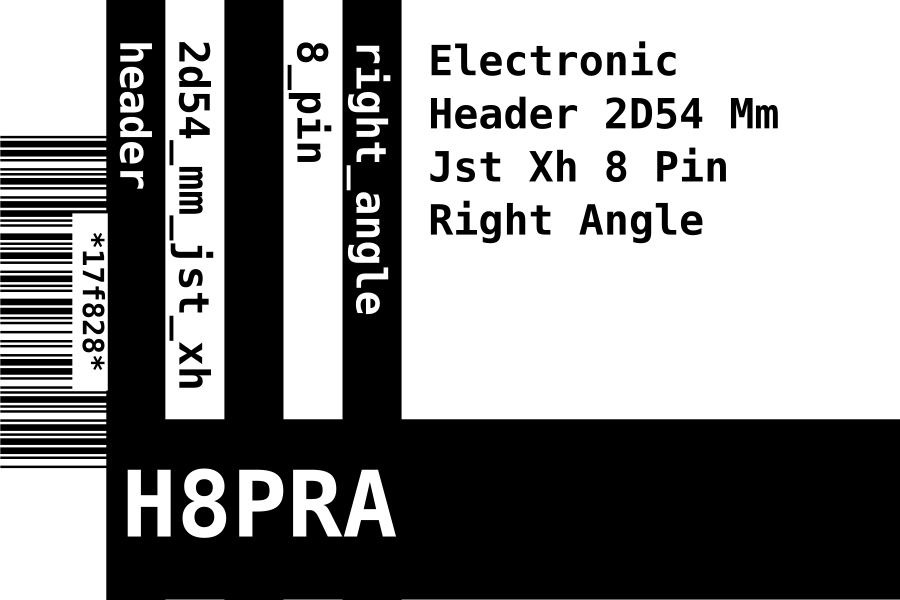 *17f828*
header
2d54_mm_jst_xh
8_pin
right_angle
Electronic
Header 2D54 Mm
Jst Xh 8 Pin
Right Angle
H8PRA